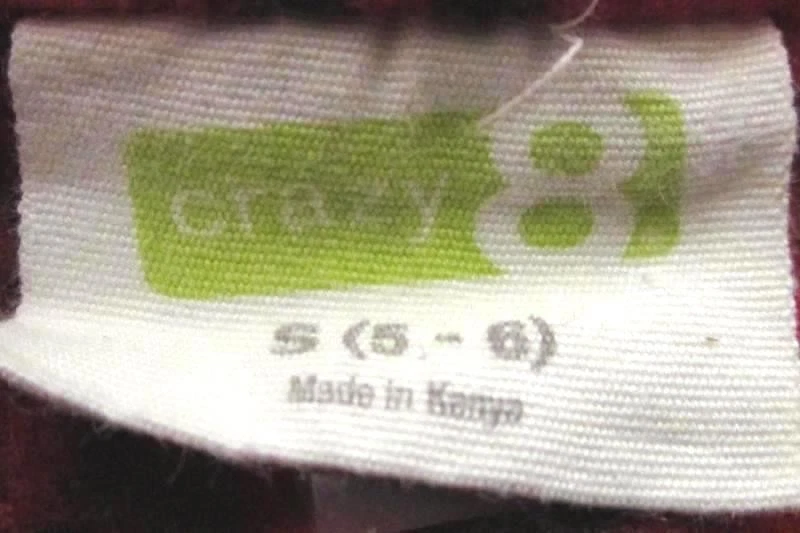 crazy 8
S (5 - 6)
Made in Kenya